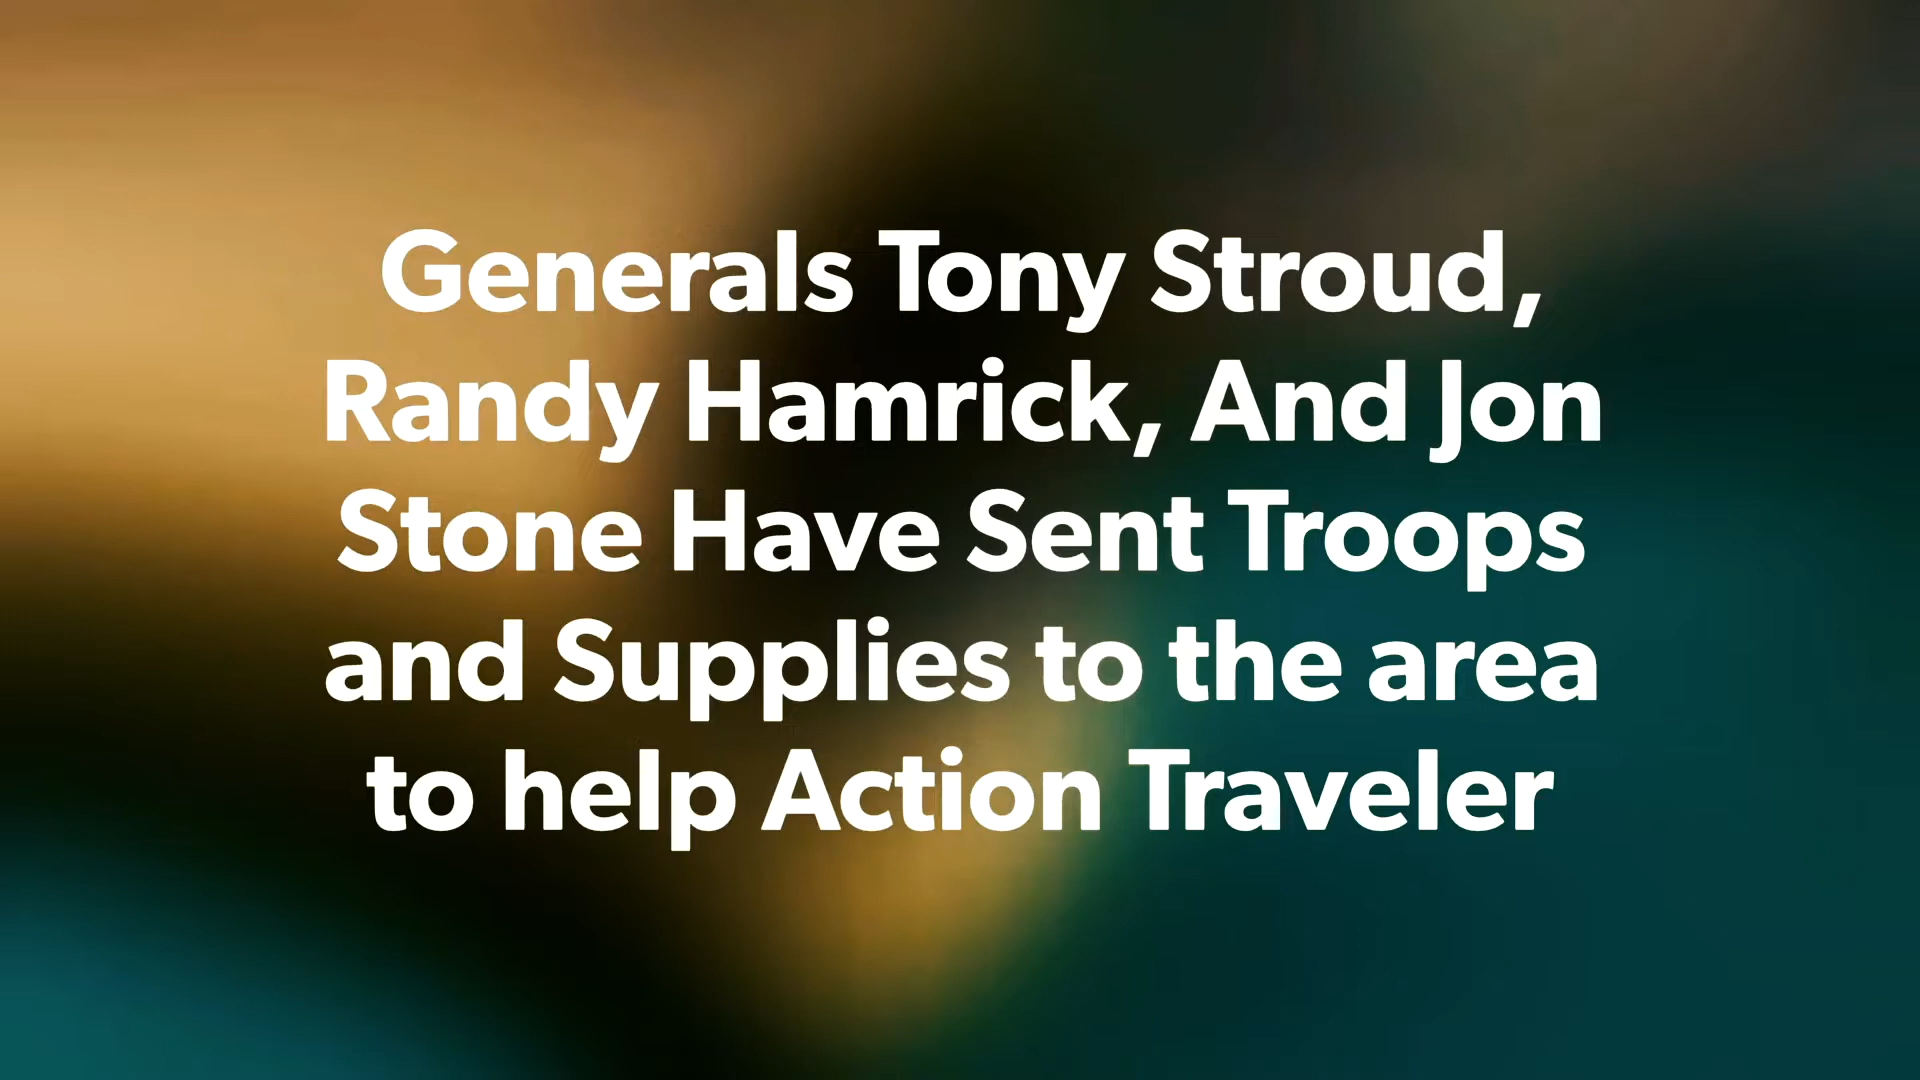 Generals Tony Stroud,
Randy Hamrick, And Jon
Stone Have Sent Troops
and Supplies to the area
to help Action Traveler